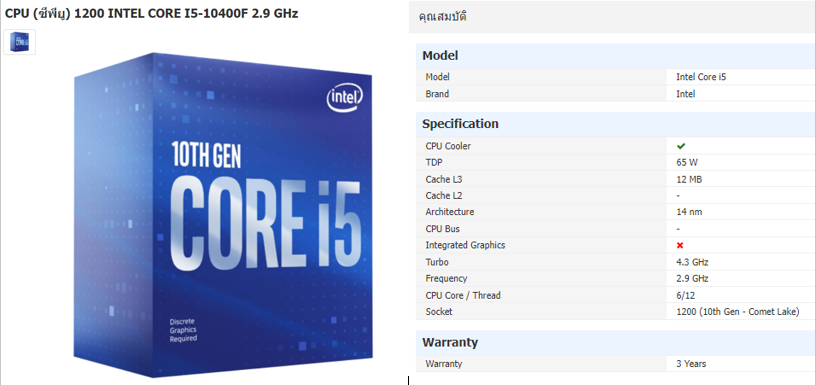 CPU (ซีพียู) 1200 INTEL CORE I5-10400F 2.9 GHz
intel
10TH GEN
CORE i5
Discrete
Graphics
Required
คุณสมบัติ
Model
Model Intel Core i5
Brand Intel
Specification
CPU Cooler ✔
TDP 65 W
Cache L3 12 MB
Cache L2 -
Architecture 14 nm
CPU Bus -
Integrated Graphics ✖
Turbo 4.3 GHz
Frequency 2.9 GHz
CPU Core / Thread 6/12
Socket 1200 (10th Gen - Comet Lake)
Warranty
Warranty 3 Years